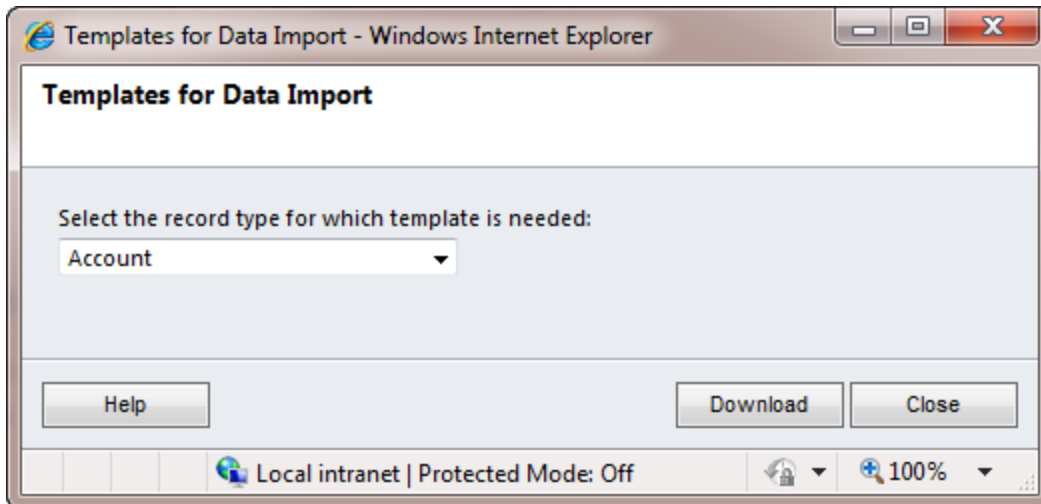 Templates for Data Import - Windows Internet Explorer
Templates for Data Import
Select the record type for which template is needed:
Account
Help
Download
Close
Local intranet | Protected Mode: Off
100%